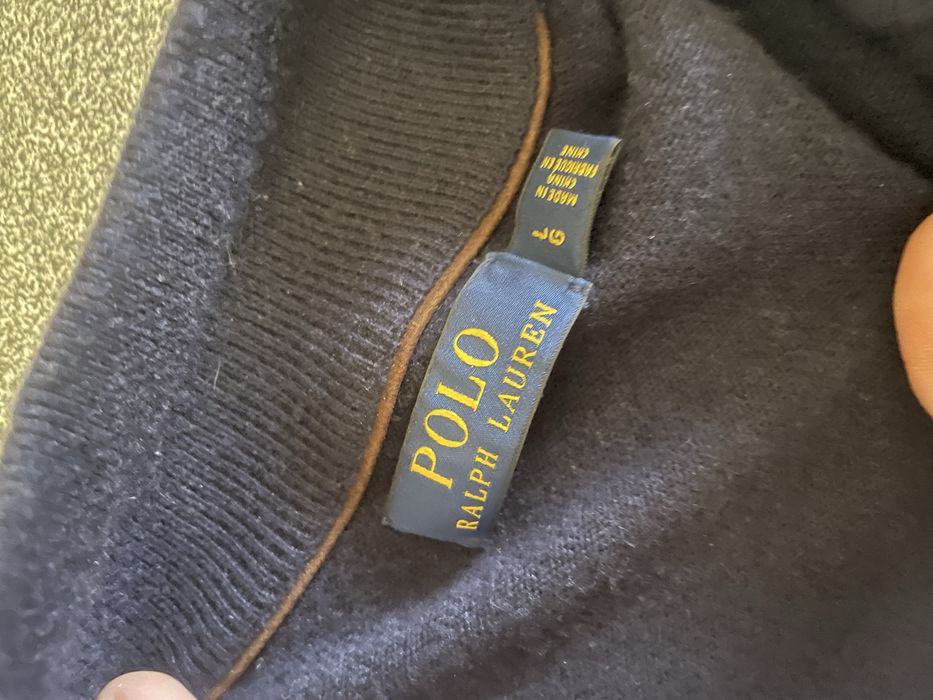 POLO
RALPH LAUREN
L G
MADE IN
CHINA
FABRIQUÉ EN
CHINE